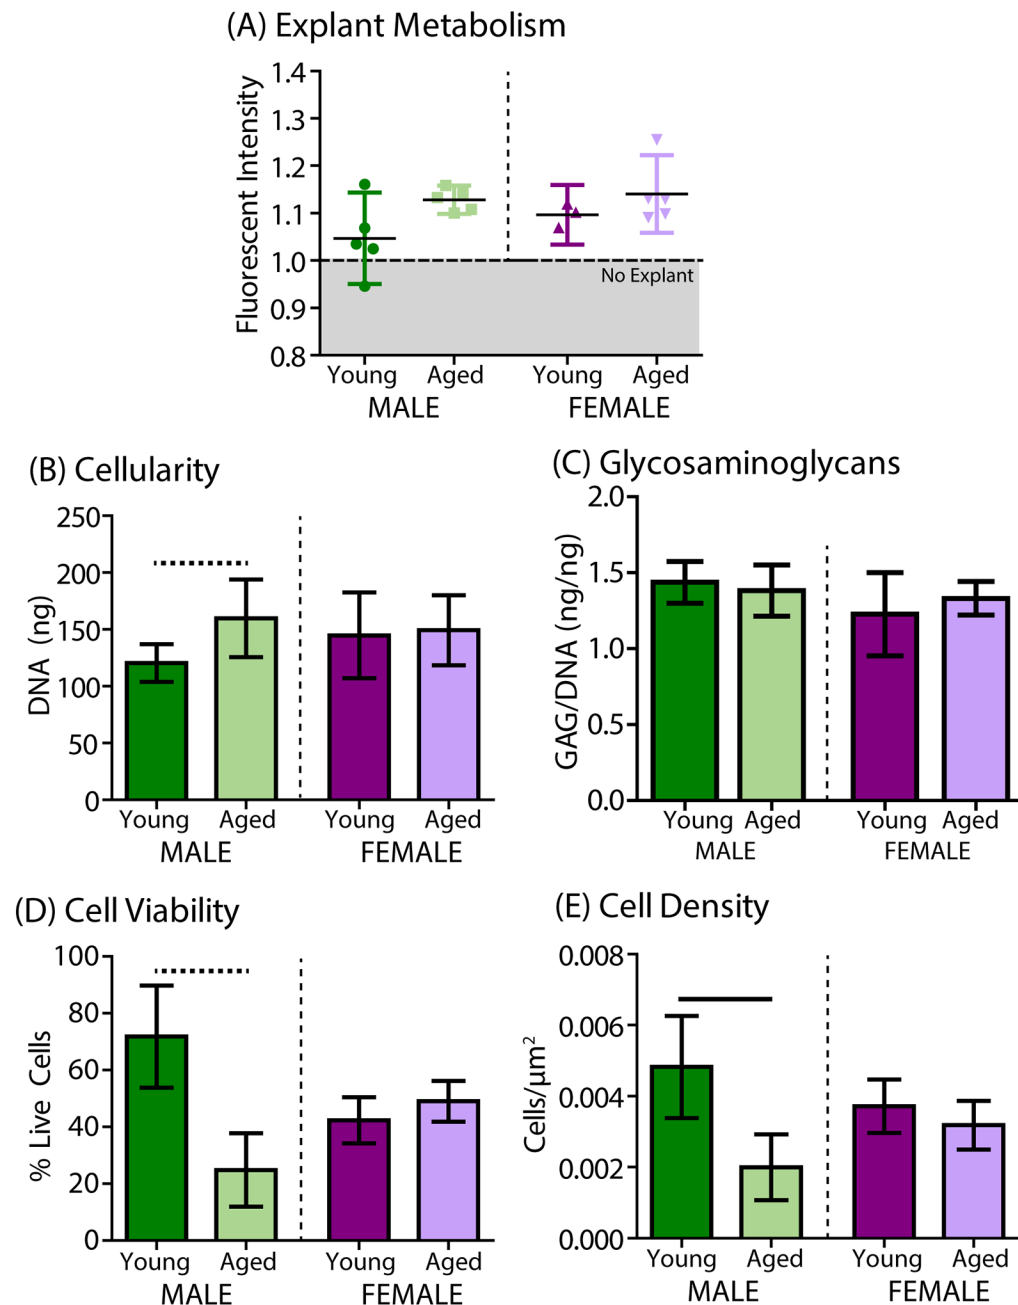 (A) Explant Metabolism
Fluorescent Intensity
1.4
1.3
1.2
1.1
1.0
0.9
0.8
No Explant
Young Aged Young Aged
MALE FEMALE
(B) Cellularity
DNA (ng)
250
200
150
100
50
0
Young Aged Young Aged
MALE FEMALE
(C) Glycosaminoglycans
GAG/DNA (ng/ng)
2.0
1.5
1.0
0.5
0.0
Young Aged Young Aged
MALE FEMALE
(D) Cell Viability
% Live Cells
100
80
60
40
20
0
Young Aged Young Aged
MALE FEMALE
(E) Cell Density
Cells/μm²
0.008
0.006
0.004
0.002
0.000
Young Aged Young Aged
MALE FEMALE